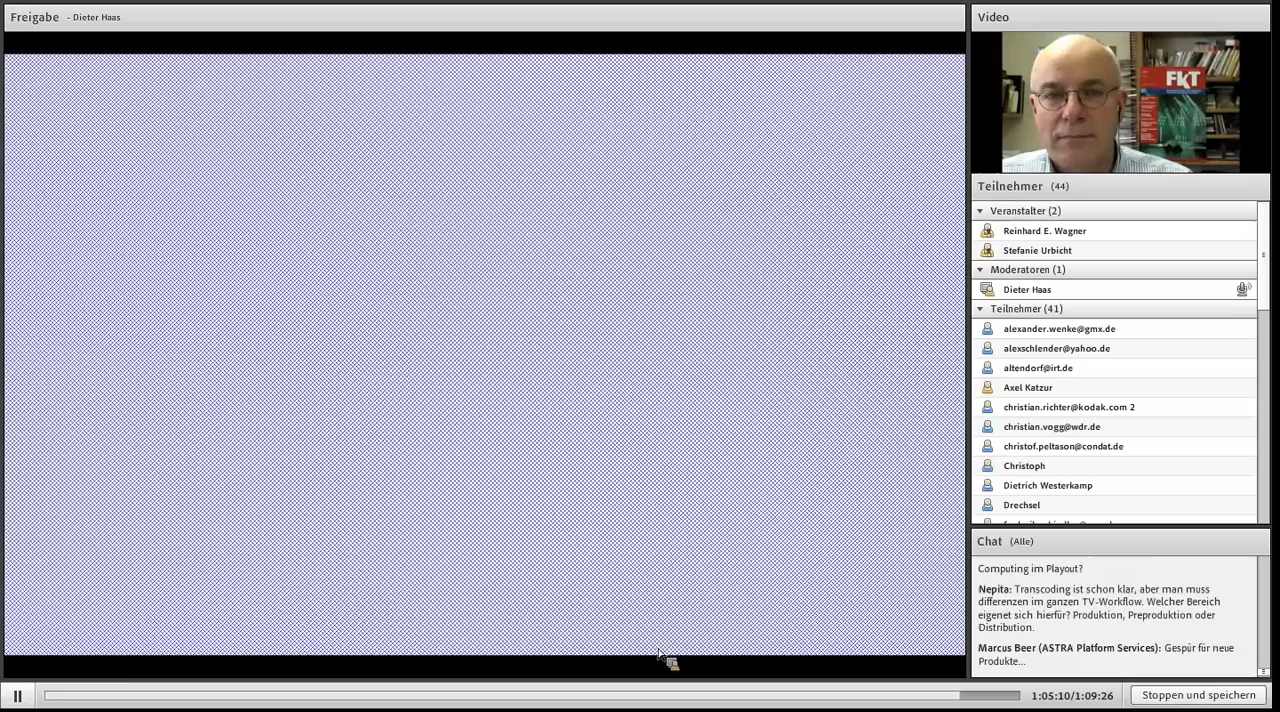 Freigabe - Dieter Haas
Video
FKT
Teilnehmer (44)
Veranstalter (2)
Reinhard E. Wagner
Stefanie Urbicht
Moderatoren (1)
Dieter Haas
Teilnehmer (41)
alexander.wenke@gmx.de
alexschlender@yahoo.de
altendorf@irt.de
Axel Katzur
christian.richter@kodak.com 2
christian.vogg@wdr.de
christof.peltason@condat.de
Christoph
Dietrich Westerkamp
Drechsel
Chat (Alle)
Computing im Playout?
Nepita: Transcoding ist schon klar, aber man muss
differenzen im ganzen TV-Workflow. Welcher Bereich
eigenet sich hierfür? Produktion, Preproduktion oder
Distribution.
Marcus Beer (ASTRA Platform Services): Gespür für neue
Produkte...
1:05:10/1:09:26
Stoppen und speichern